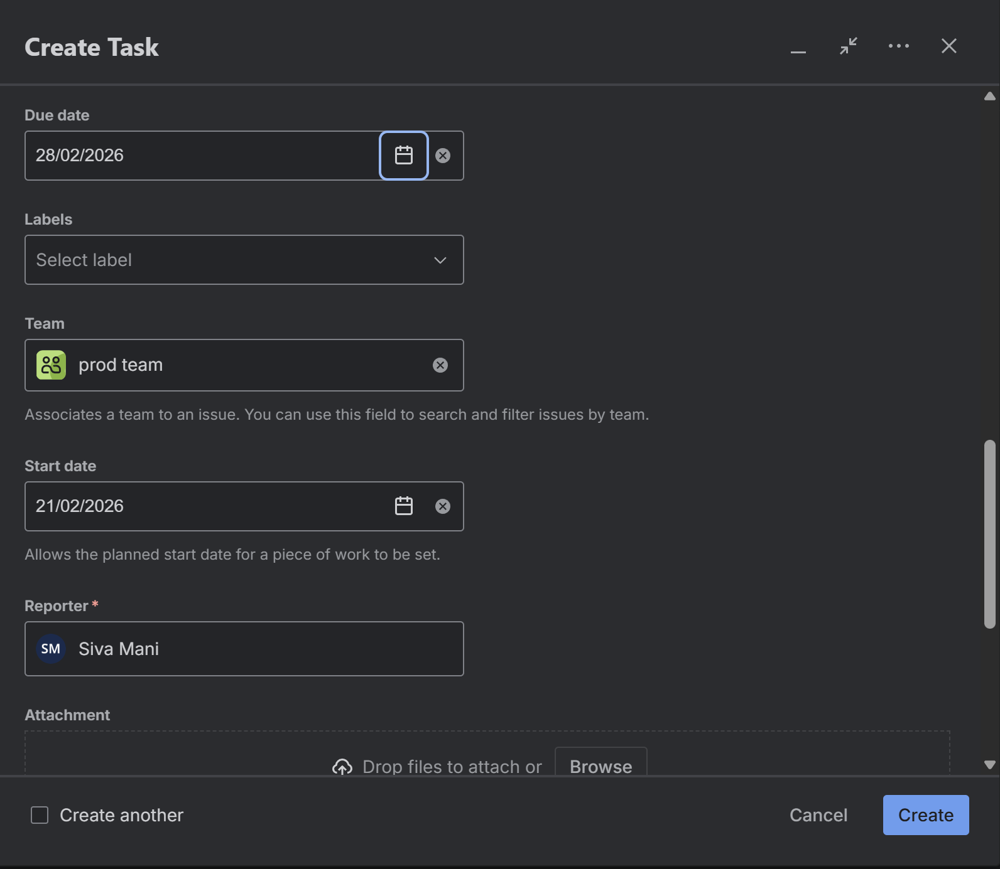 Create Task
Due date
28/02/2026
Labels
Select label
Team
prod team
Associates a team to an issue. You can use this field to search and filter issues by team.
Start date
21/02/2026
Allows the planned start date for a piece of work to be set.
Reporter *
SM Siva Mani
Attachment
Drop files to attach or Browse
Create another Cancel Create